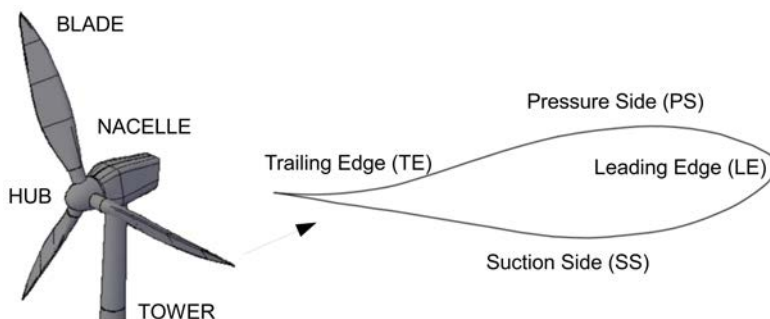 BLADE
NACELLE
HUB
TOWER
Pressure Side (PS)
Trailing Edge (TE)
Leading Edge (LE)
Suction Side (SS)